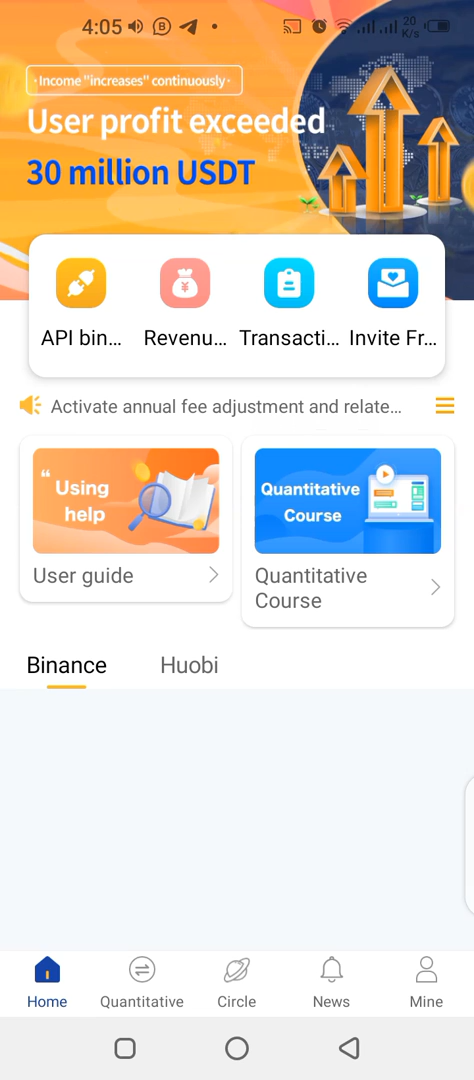 4:05
20
K/s
·Income "increases" continuously·
User profit exceeded
30 million USDT
API bin... Revenu... Transacti... Invite Fr...
Activate annual fee adjustment and relate...
“ Using
help
Quantitative
Course
User guide
Quantitative
Course
Binance Huobi
Home Quantitative Circle News Mine